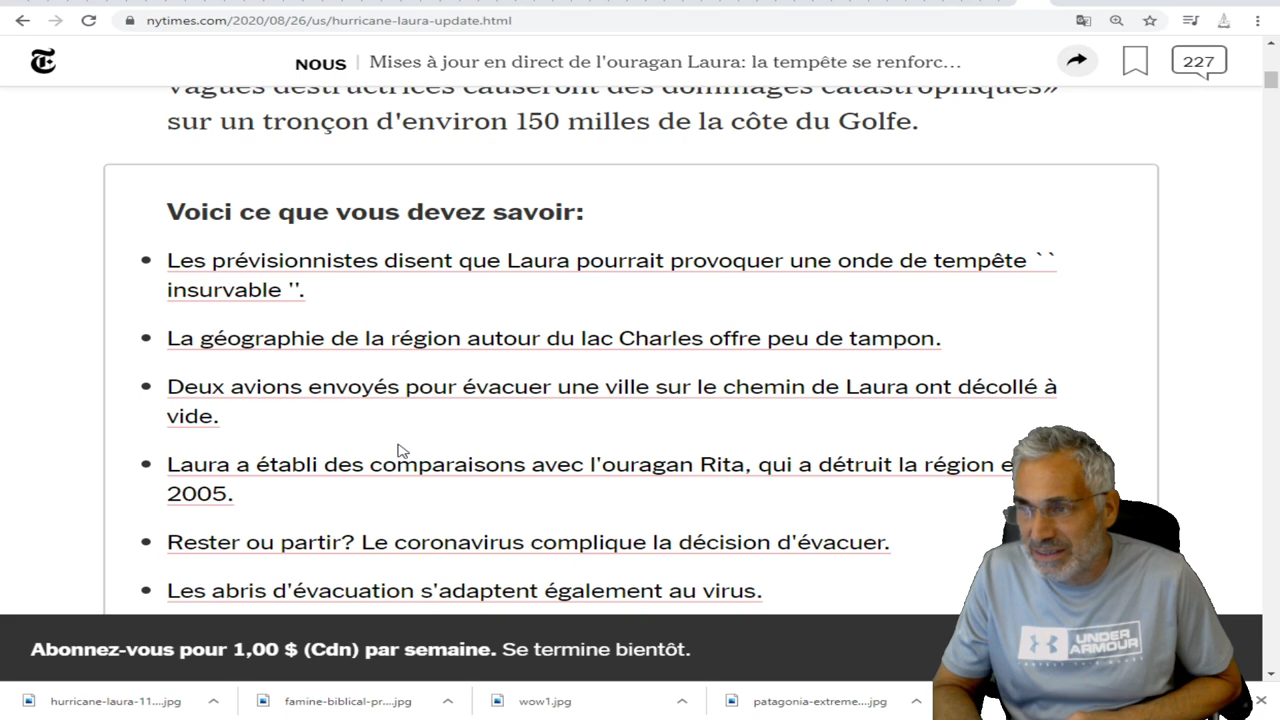 nytimes.com/2020/08/26/us/hurricane-laura-update.html
NOUS
Mises à jour en direct de l'ouragan Laura: la tempête se renforc…
227
vagues destructrices causeront des dommages catastrophiques»
sur un tronçon d'environ 150 milles de la côte du Golfe.
Voici ce que vous devez savoir:
Les prévisionnistes disent que Laura pourrait provoquer une onde de tempête ``
insurvable ''.
La géographie de la région autour du lac Charles offre peu de tampon.
Deux avions envoyés pour évacuer une ville sur le chemin de Laura ont décollé à
vide.
Laura a établi des comparaisons avec l'ouragan Rita, qui a détruit la région
2005.
Rester ou partir? Le coronavirus complique la décision d'évacuer.
Les abris d'évacuation s'adaptent également au virus.
Abonnez-vous pour 1,00 $ (Cdn) par semaine. Se termine bientôt.
UNDER
ARMOUR
hurricane-laura-11....jpg
famine-biblical-pr....jpg
wow1.jpg
patagonia-extreme....jpg